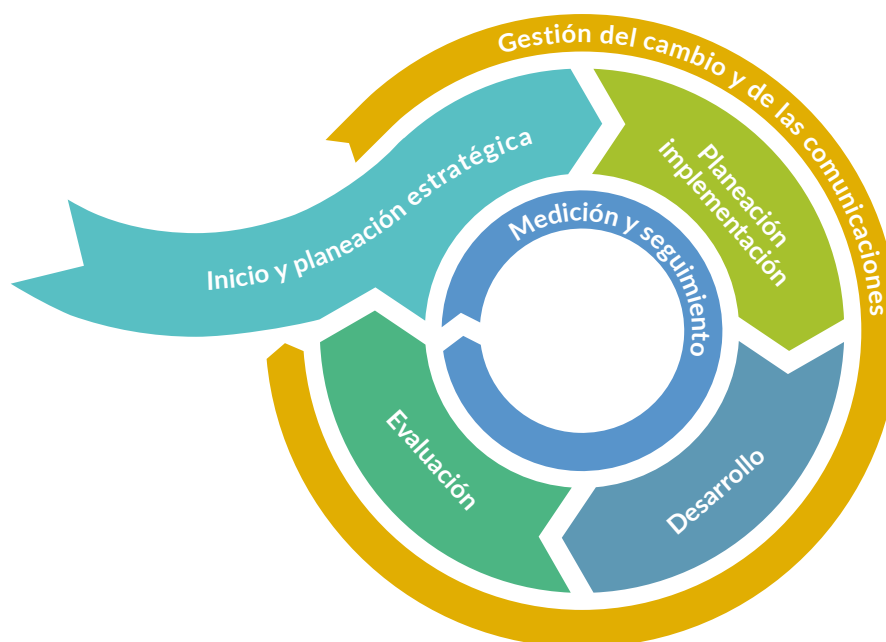 Gestión del cambio y de las comunicaciones
Inicio y planeación estratégica
Planeación
implementación
Medición y seguimiento
Desarrollo
Evaluación